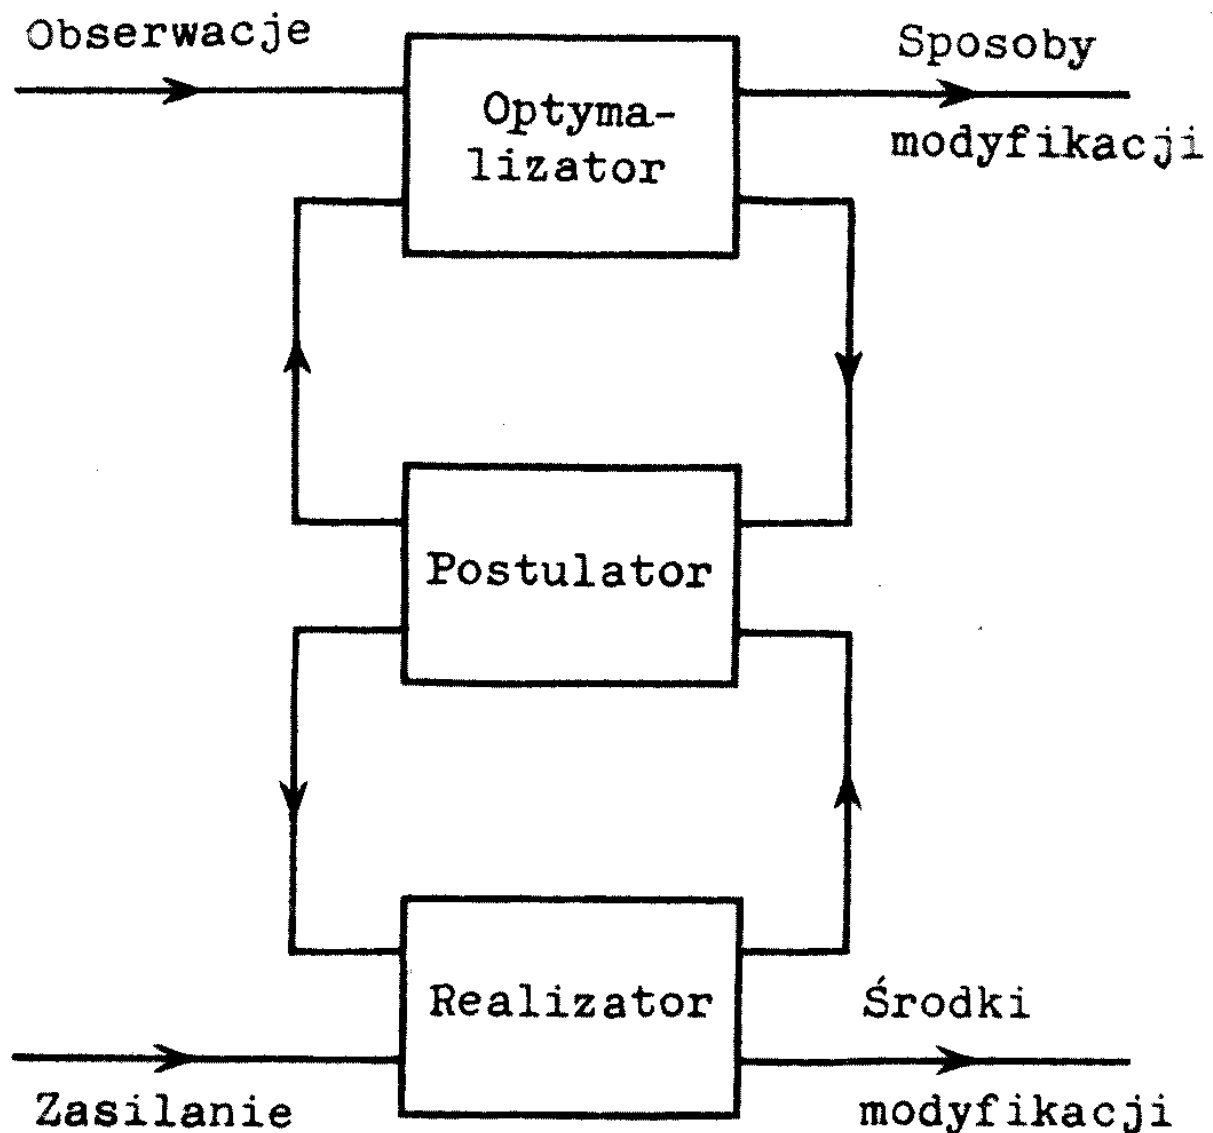 Obserwacje
Sposoby
modyfikacji
Optyma-
lizator
Postulator
Realizator
Zasilanie
Środki
modyfikacji